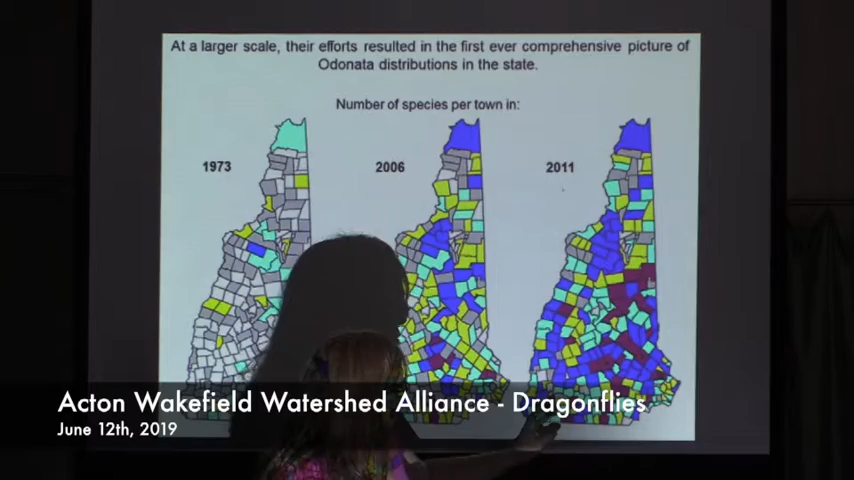 At a larger scale, their efforts resulted in the first ever comprehensive picture of
Odonata distributions in the state.
Number of species per town in:
1973
2006
2011
Acton Wakefield Watershed Alliance - Dragonflies
June 12th, 2019